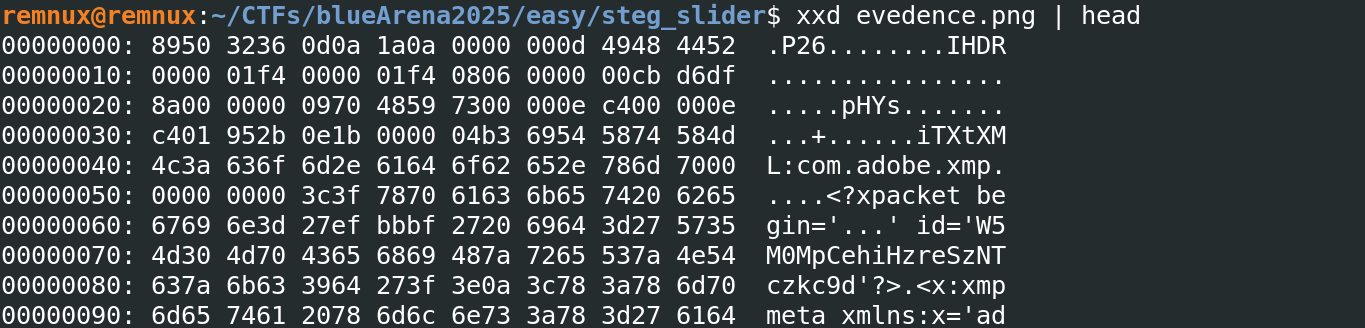 remnux@remnux:~/CTFs/blueArena2025/easy/steg_slider$ xxd evedence.png | head
00000000: 8950 3236 0d0a 1a0a 0000 000d 4948 4452  .P26........IHDR
00000010: 0000 01f4 0000 01f4 0806 0000 00cb d6df  ................
00000020: 8a00 0000 0970 4859 7300 000e c400 000e  .....pHYs.......
00000030: c401 952b 0e1b 0000 04b3 6954 5874 584d  ...+......iTXtXM
00000040: 4c3a 636f 6d2e 6164 6f62 652e 786d 7000  L:com.adobe.xmp.
00000050: 0000 0000 3c3f 7870 6163 6b65 7420 6265  ....<?xpacket be
00000060: 6769 6e3d 27ef bbbf 2720 6964 3d27 5735  gin='...' id='W5
00000070: 4d30 4d70 4365 6869 487a 7265 537a 4e54  M0MpCehiHzreSzNT
00000080: 637a 6b63 3964 273f 3e0a 3c78 3a78 6d70  czkc9d'?>.<x:xmp
00000090: 6d65 7461 2078 6d6c 6e73 3a78 3d27 6164  meta xmlns:x='ad